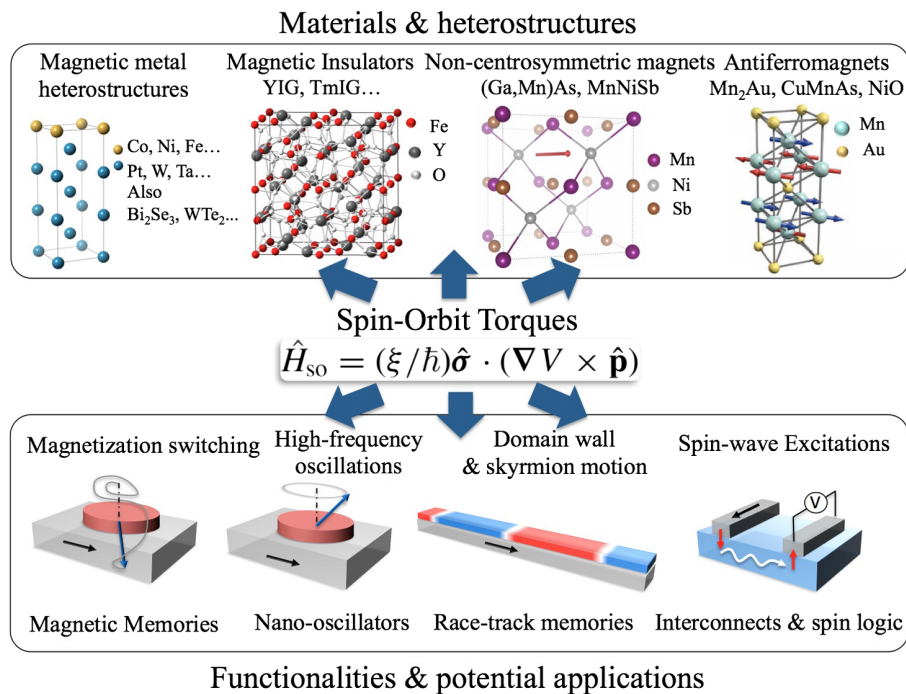 Materials & heterostructures
Magnetic metal
heterostructures
Co, Ni, Fe…
Pt, W, Ta…
Also
Bi₂Se₃, WTe₂...
Magnetic Insulators
YIG, TmIG…
Fe
Y
O
Non-centrosymmetric magnets
(Ga,Mn)As, MnNiSb
Mn
Ni
Sb
Antiferromagnets
Mn₂Au, CuMnAs, NiO
Mn
Au
Spin-Orbit Torques
Ĥso = (ξ/ħ)σ̂ · (∇V × p̂)
Magnetization switching
Magnetic Memories
High-frequency
oscillations
Nano-oscillators
Domain wall
& skyrmion motion
Race-track memories
Spin-wave Excitations
V
Interconnects & spin logic
Functionalities & potential applications